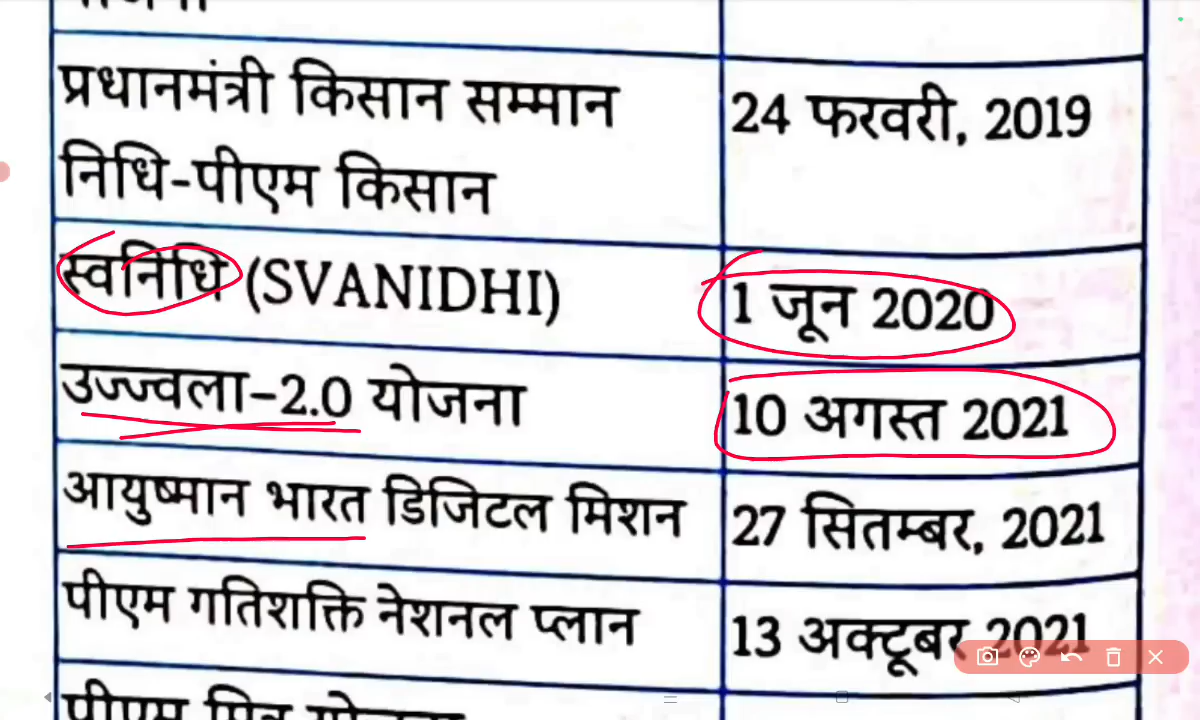 प्रधानमंत्री किसान सम्मान 24 फरवरी, 2019
निधि-पीएम किसान
स्वनिधि (SVANIDHI) 1 जून 2020
उज्ज्वला-2.0 योजना 10 अगस्त 2021
आयुष्मान भारत डिजिटल मिशन 27 सितम्बर, 2021
पीएम गतिशक्ति नेशनल प्लान 13 अक्टूबर 2021